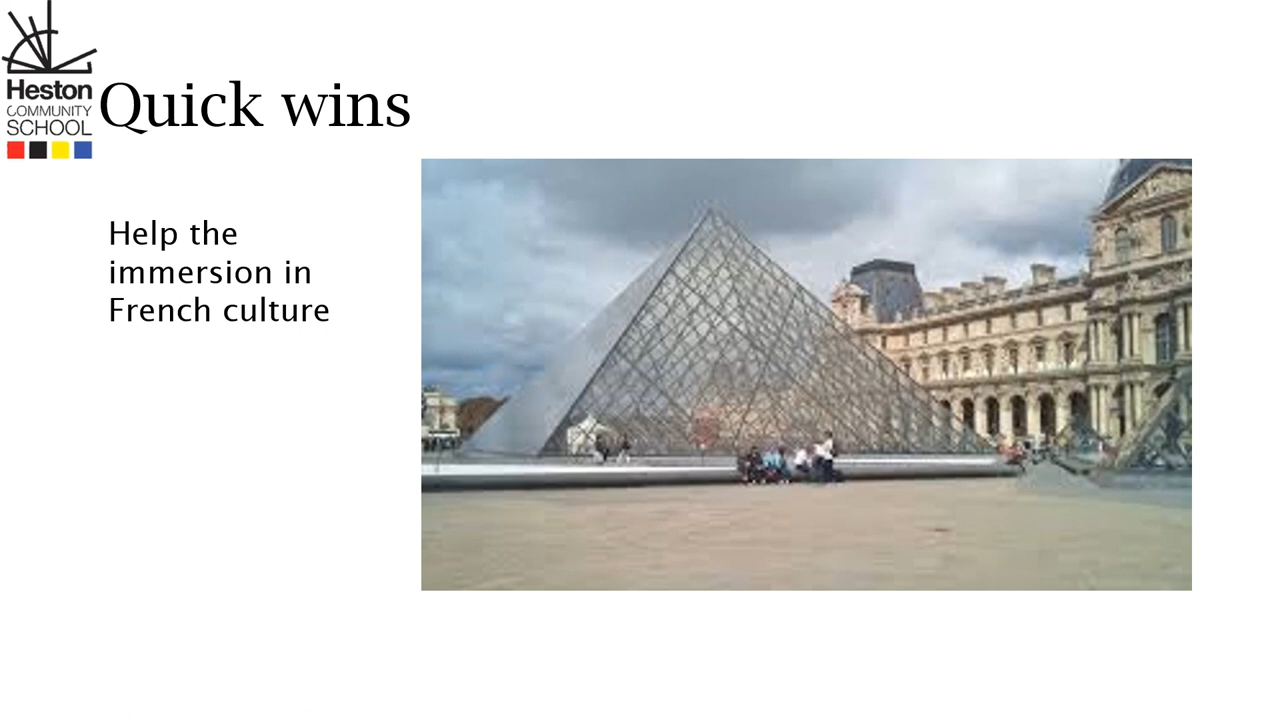 Heston
COMMUNITY
SCHOOL
Quick wins
Help the
immersion in
French culture